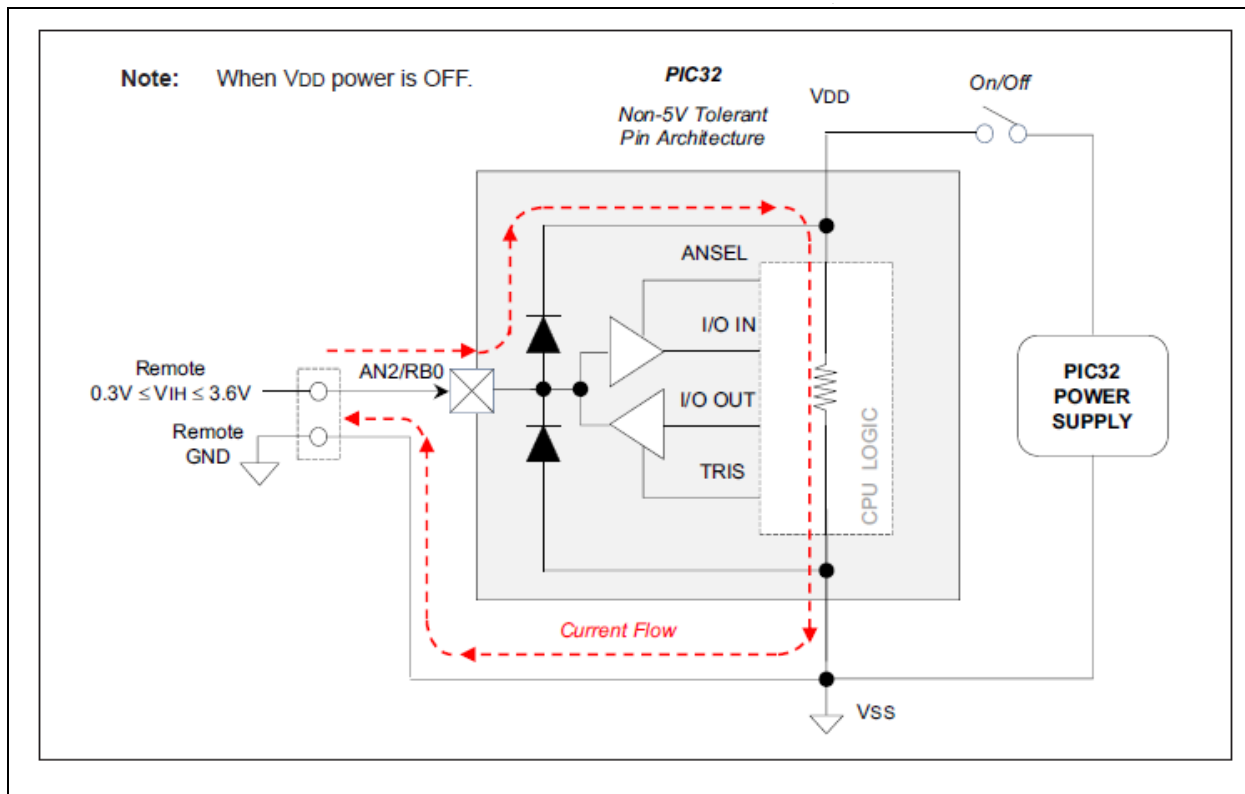 Note: When VDD power is OFF.
PIC32
Non-5V Tolerant
Pin Architecture
VDD
On/Off
ANSEL
I/O IN
Remote
0.3V ≤ VIH ≤ 3.6V
AN2/RB0
I/O OUT
Remote
GND
TRIS
CPU LOGIC
PIC32
POWER
SUPPLY
Current Flow
VSS